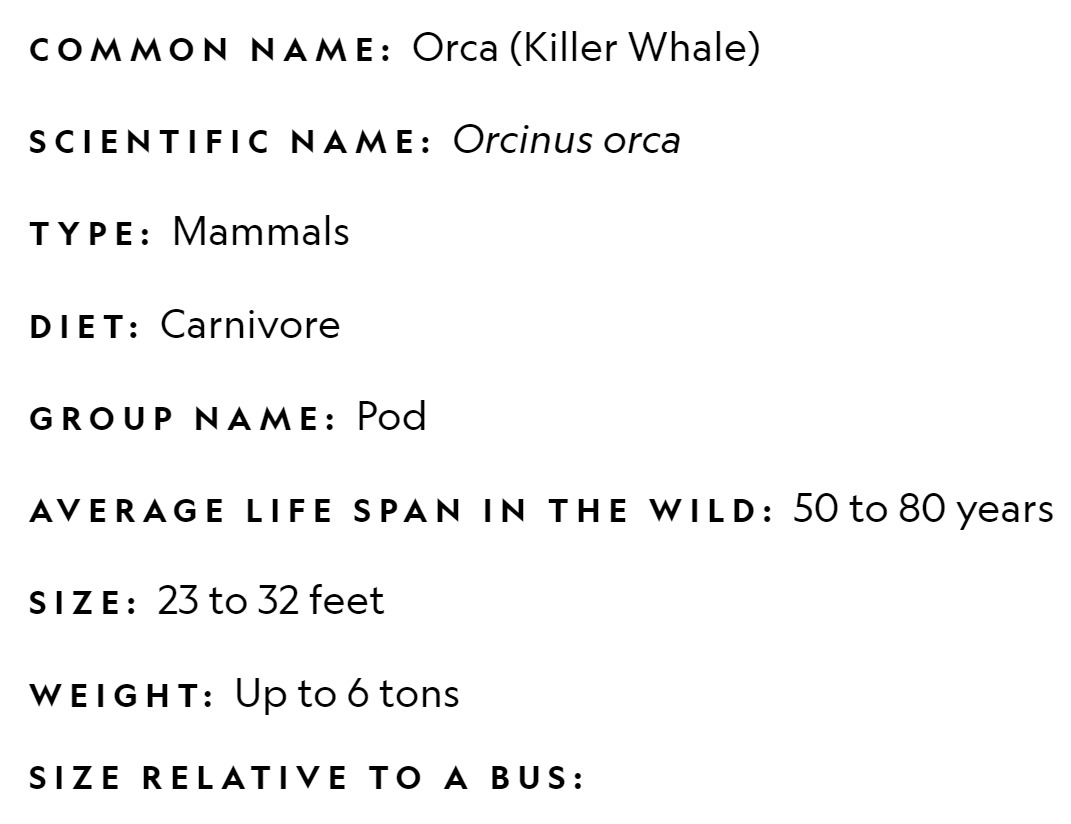 COMMON NAME: Orca (Killer Whale)
SCIENTIFIC NAME: Orcinus orca
TYPE: Mammals
DIET: Carnivore
GROUP NAME: Pod
AVERAGE LIFE SPAN IN THE WILD: 50 to 80 years
SIZE: 23 to 32 feet
WEIGHT: Up to 6 tons
SIZE RELATIVE TO A BUS: